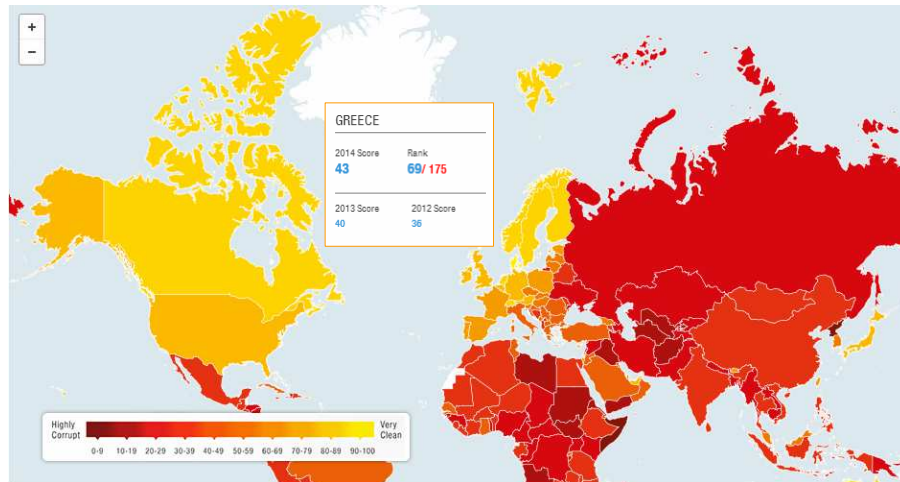 +
−
GREECE
2014 Score Rank
43 69/ 175
2013 Score 2012 Score
40 36
Highly Corrupt
Very Clean
0-9 10-19 20-29 30-39 40-49 50-59 60-69 70-79 80-89 90-100